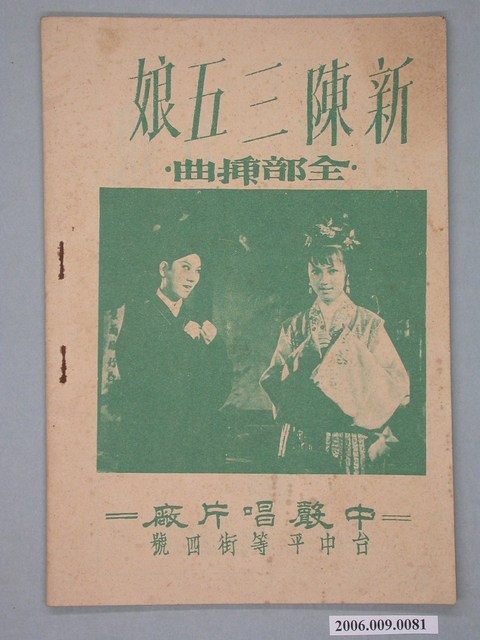 新陳三五娘
·全部挿曲·
=中聲唱片廠=
台中平等街四號
2006.009.0081